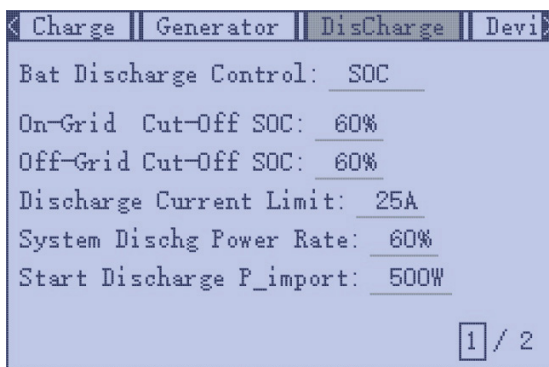 Charge Generator DisCharge Devi
Bat Discharge Control: SOC
On-Grid Cut-Off SOC: 60%
Off-Grid Cut-Off SOC: 60%
Discharge Current Limit: 25A
System Dischg Power Rate: 60%
Start Discharge P_import: 500W
1 / 2